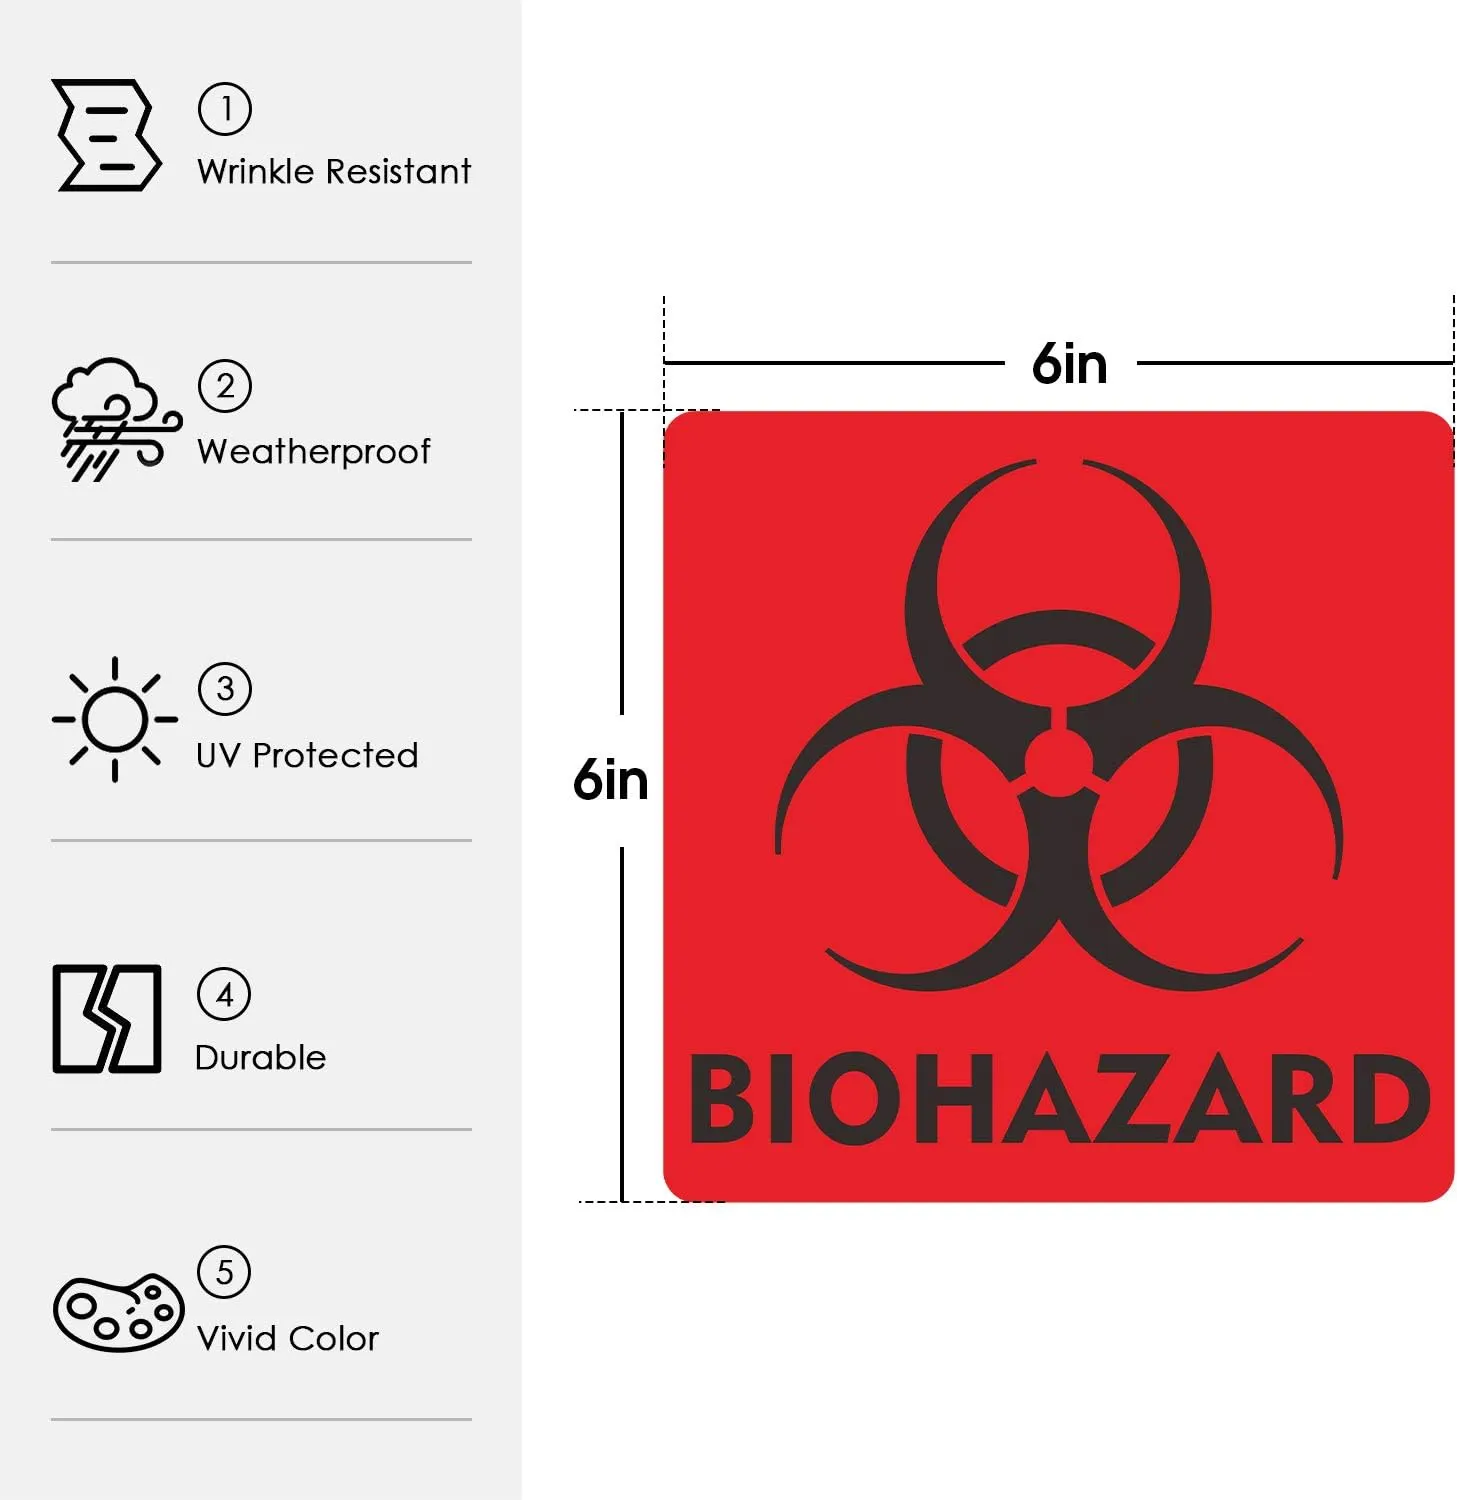 1
Wrinkle Resistant
2
Weatherproof
3
UV Protected
4
Durable
5
Vivid Color
6in
6in
BIOHAZARD